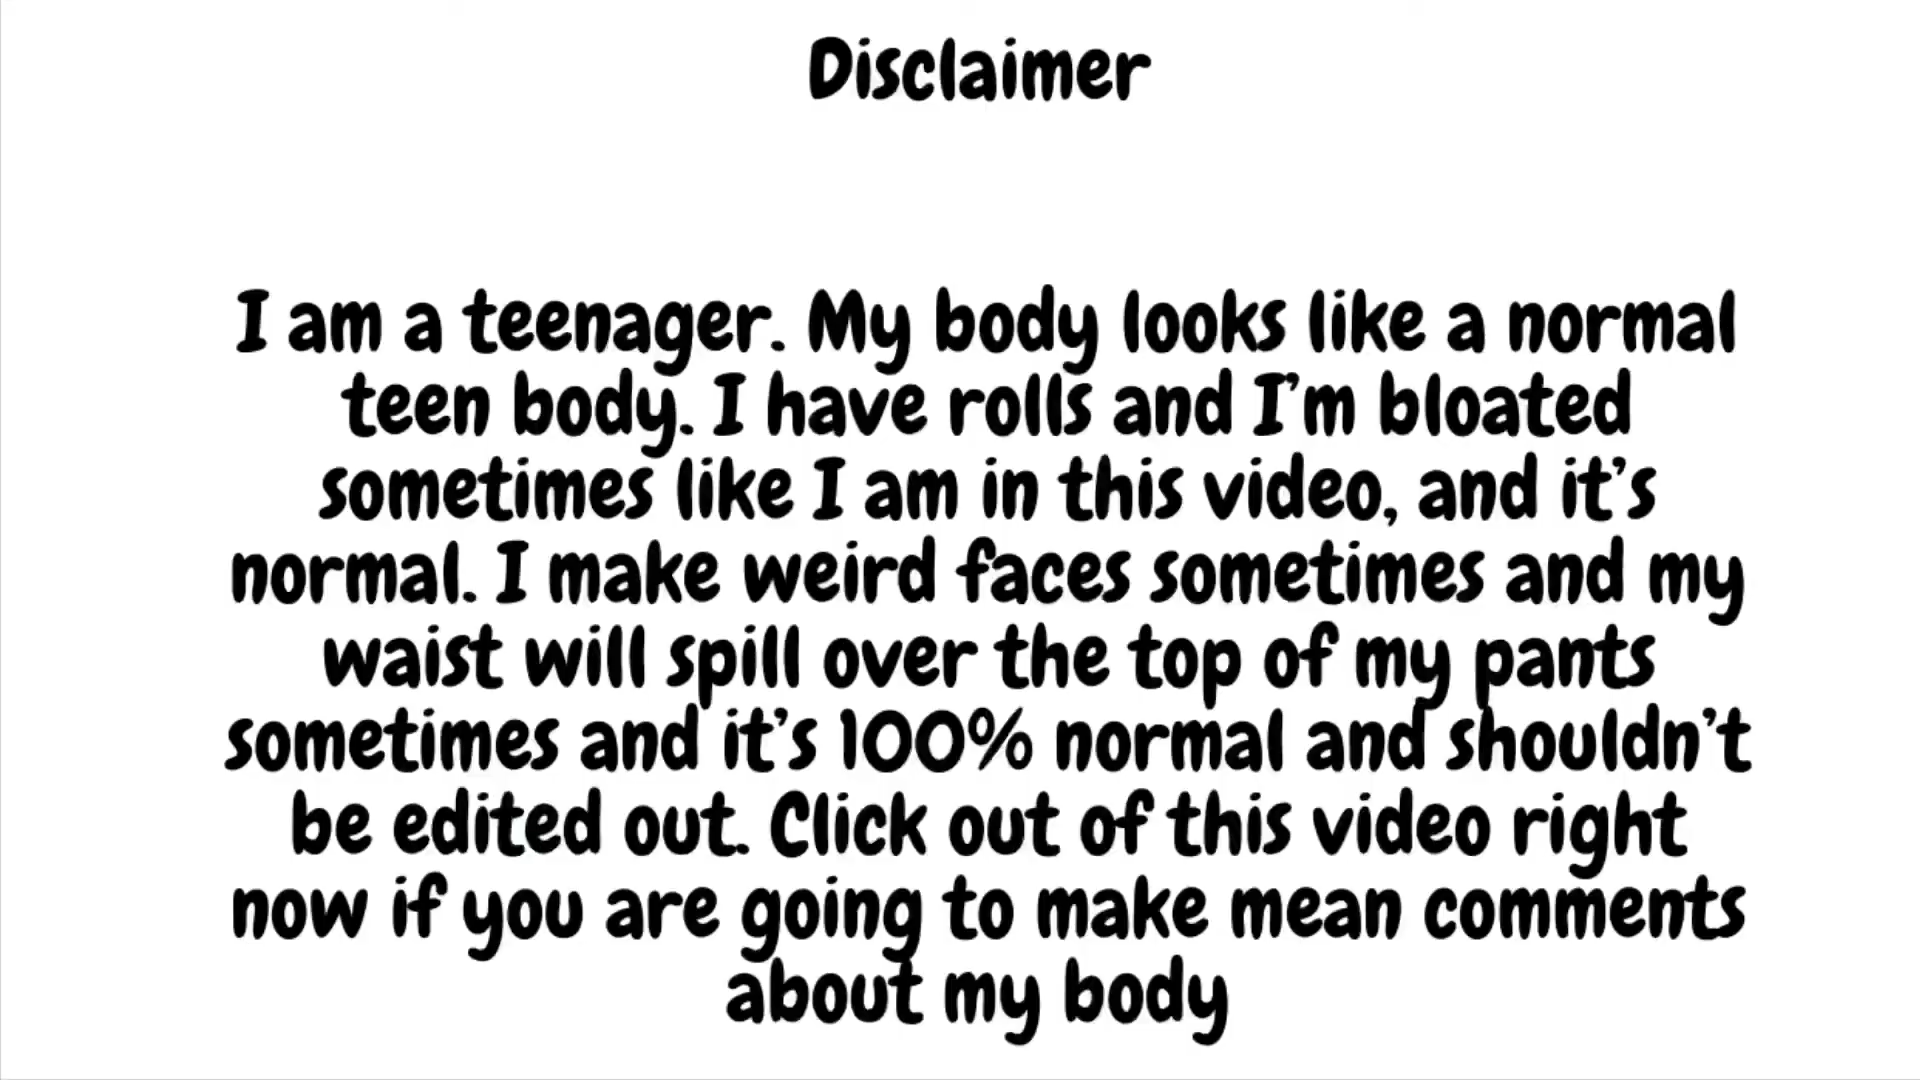 Disclaimer
I am a teenager. My body looks like a normal
teen body. I have rolls and I'm bloated
sometimes like I am in this video, and it's
normal. I make weird faces sometimes and my
waist will spill over the top of my pants
sometimes and it's 100% normal and shouldn't
be edited out. Click out of this video right
now if you are going to make mean comments
about my body